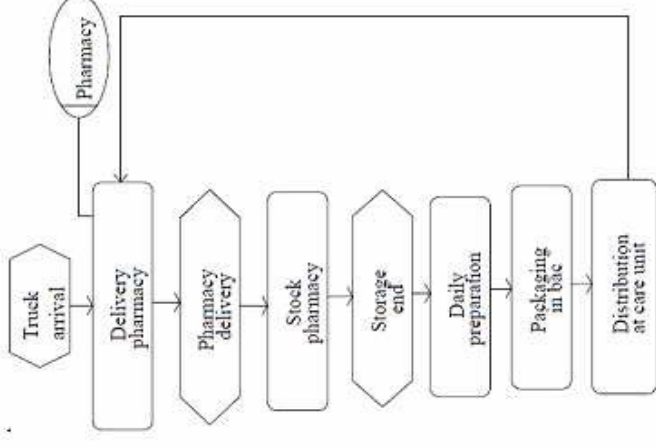 Pharmacy
Truck
arrival
Delivery
pharmacy
Pharmacy
delivery
Stock
pharmacy
Storage
end
Daily
preparation
Packaging
in bac
Distribution
at care unit